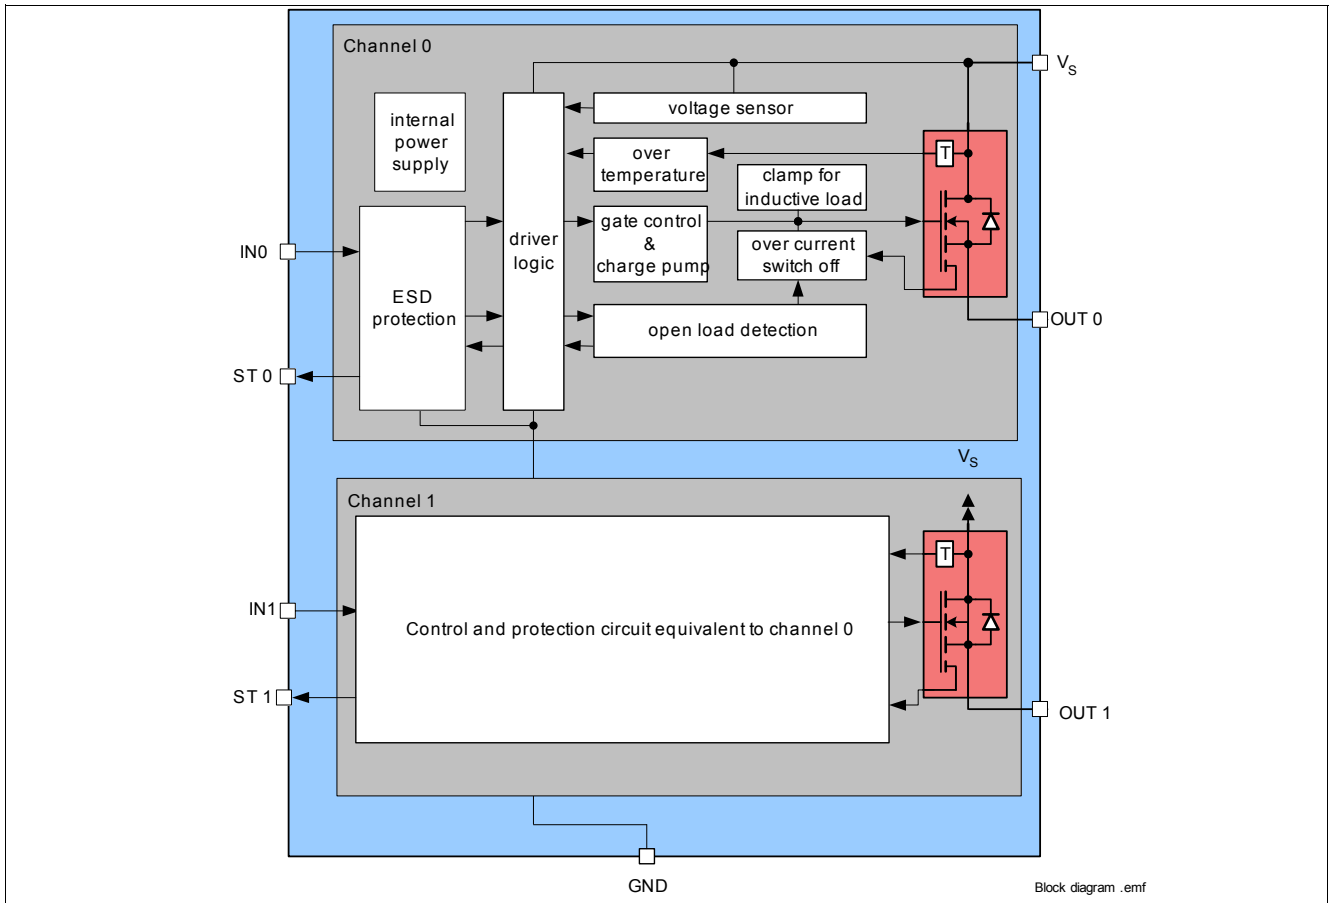 Channel 0
V_S
voltage sensor
internal
power
supply
over
temperature
T
clamp for
inductive load
IN0
driver
logic
gate control
&
charge pump
over current
switch off
ESD
protection
open load detection
OUT 0
ST 0
V_S
Channel 1
T
IN1
Control and protection circuit equivalent to channel 0
ST 1
OUT 1
GND
Block diagram .emf